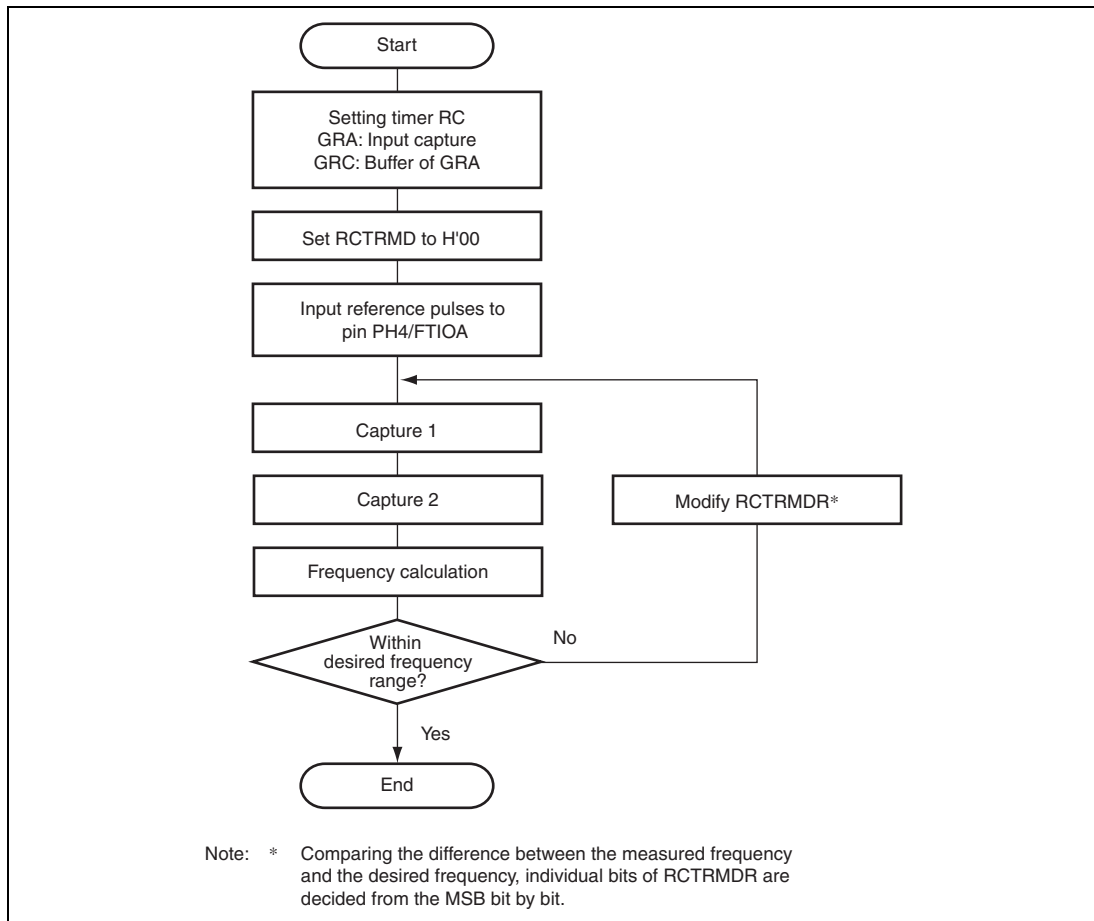 Start
Setting timer RC
GRA: Input capture
GRC: Buffer of GRA
Set RCTRMD to H'00
Input reference pulses to
pin PH4/FTIOA
Capture 1
Capture 2
Modify RCTRMDR*
Frequency calculation
Within
desired frequency
range?
No
Yes
End
Note: * Comparing the difference between the measured frequency
and the desired frequency, individual bits of RCTRMDR are
decided from the MSB bit by bit.